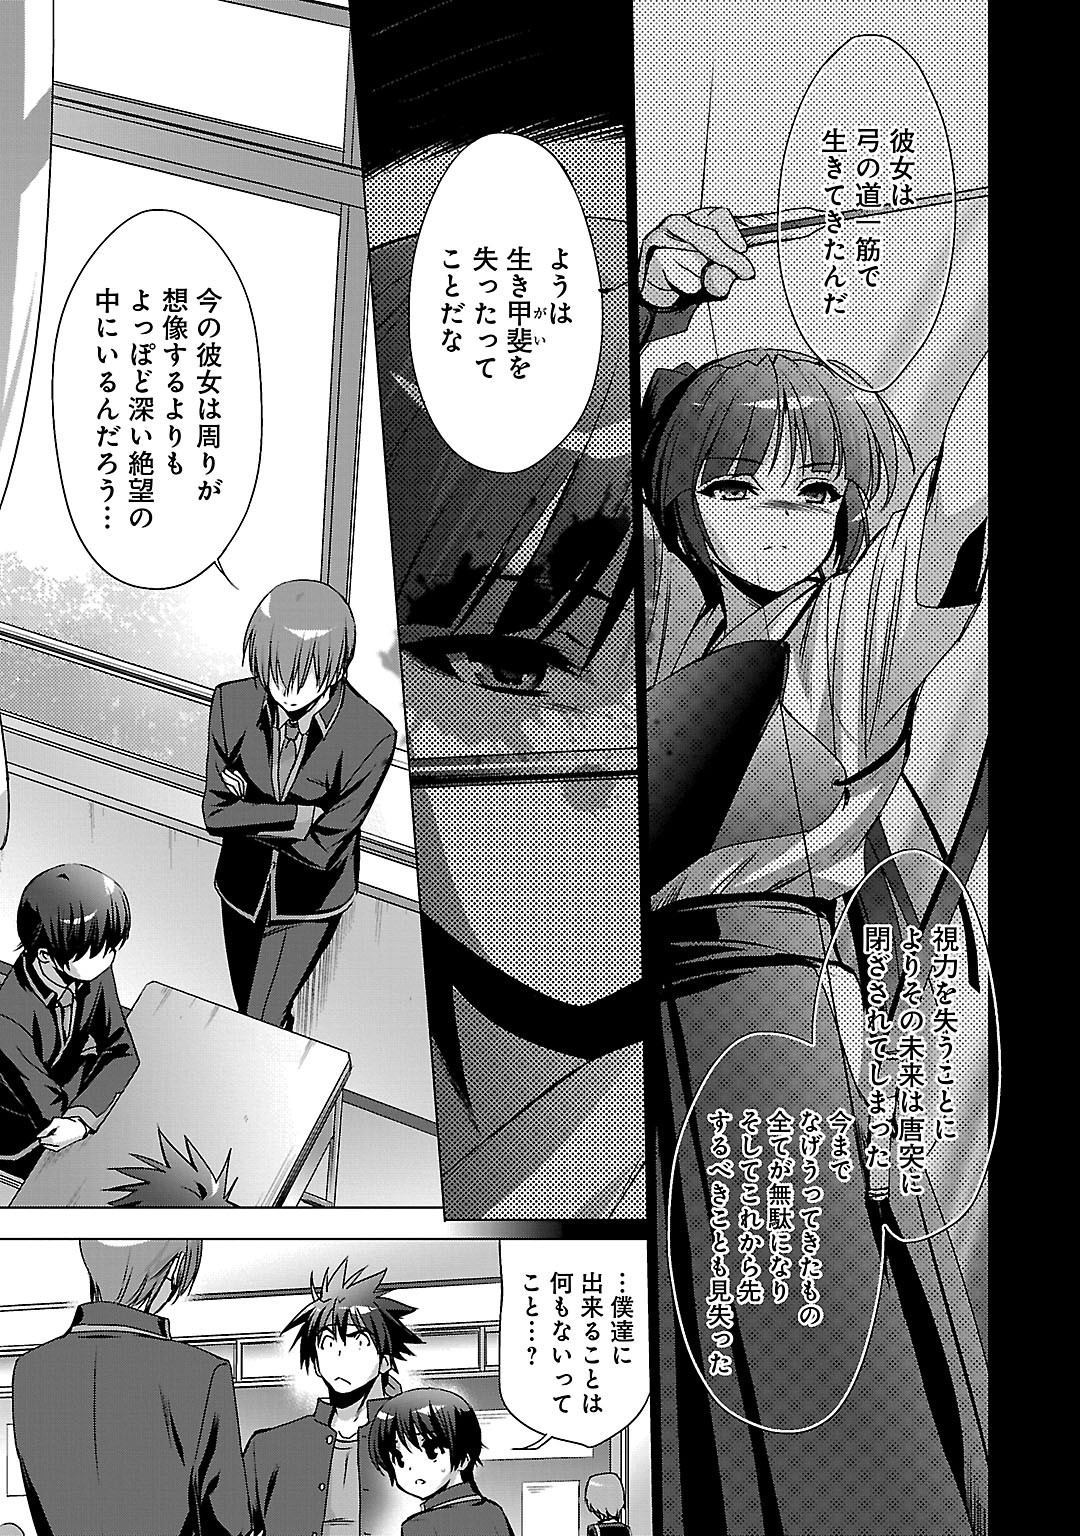 彼女は
弓の道一筋で
生きてきたんだ
視力を失うことに
よりその未来は唐突に
閉ざされてしまった
今まで
なげうってきたもの
全てが無駄になり
そしてこれから先
するべきことも見失った
ようは
生き甲斐を
がい
失ったって
ことだな
今の彼女は周りが
想像するよりも
よっぽど深い絶望の
中にいるんだろう…
…僕達に
出来ることは
何もないって
こと…？